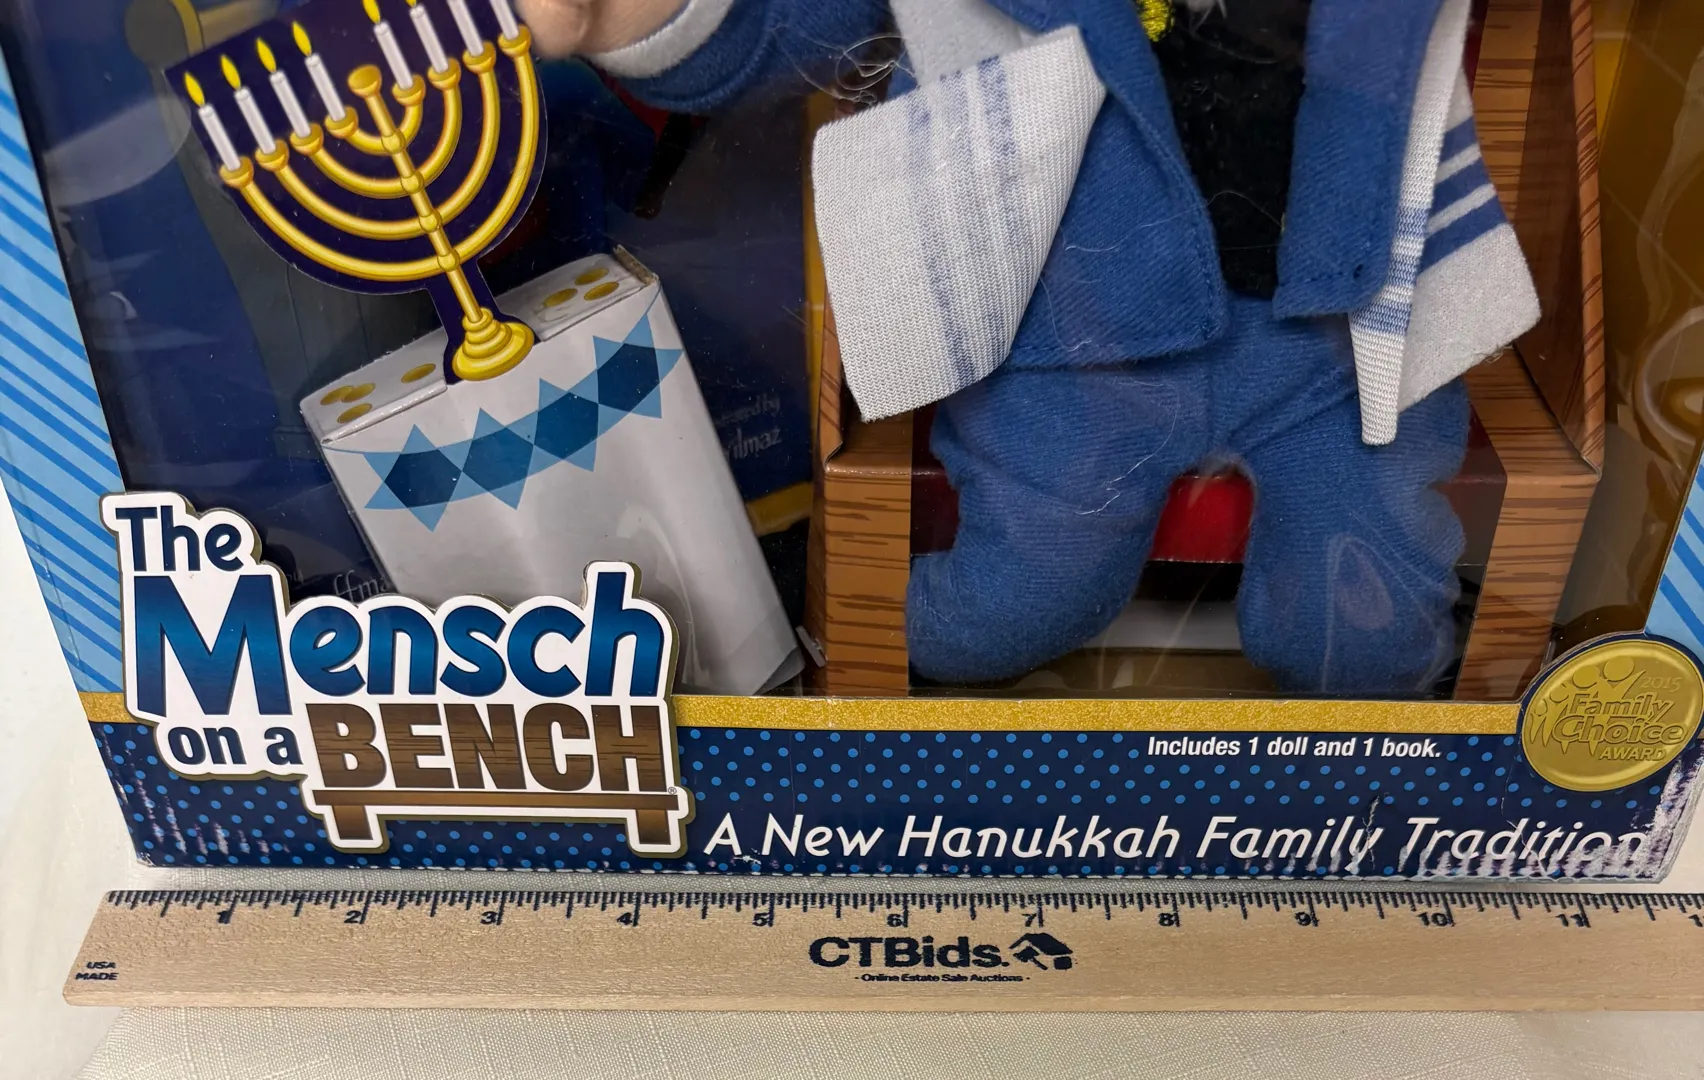 The
Mensch
on a
BENCH
®
Includes 1 doll and 1 book.
2015
Family
Choice
AWARD
A New Hanukkah Family Tradition
1 2 3 4 5 6 7 8 9 10 11
USA
MADE
CTBids.
- Online Estate Sale Auctions -